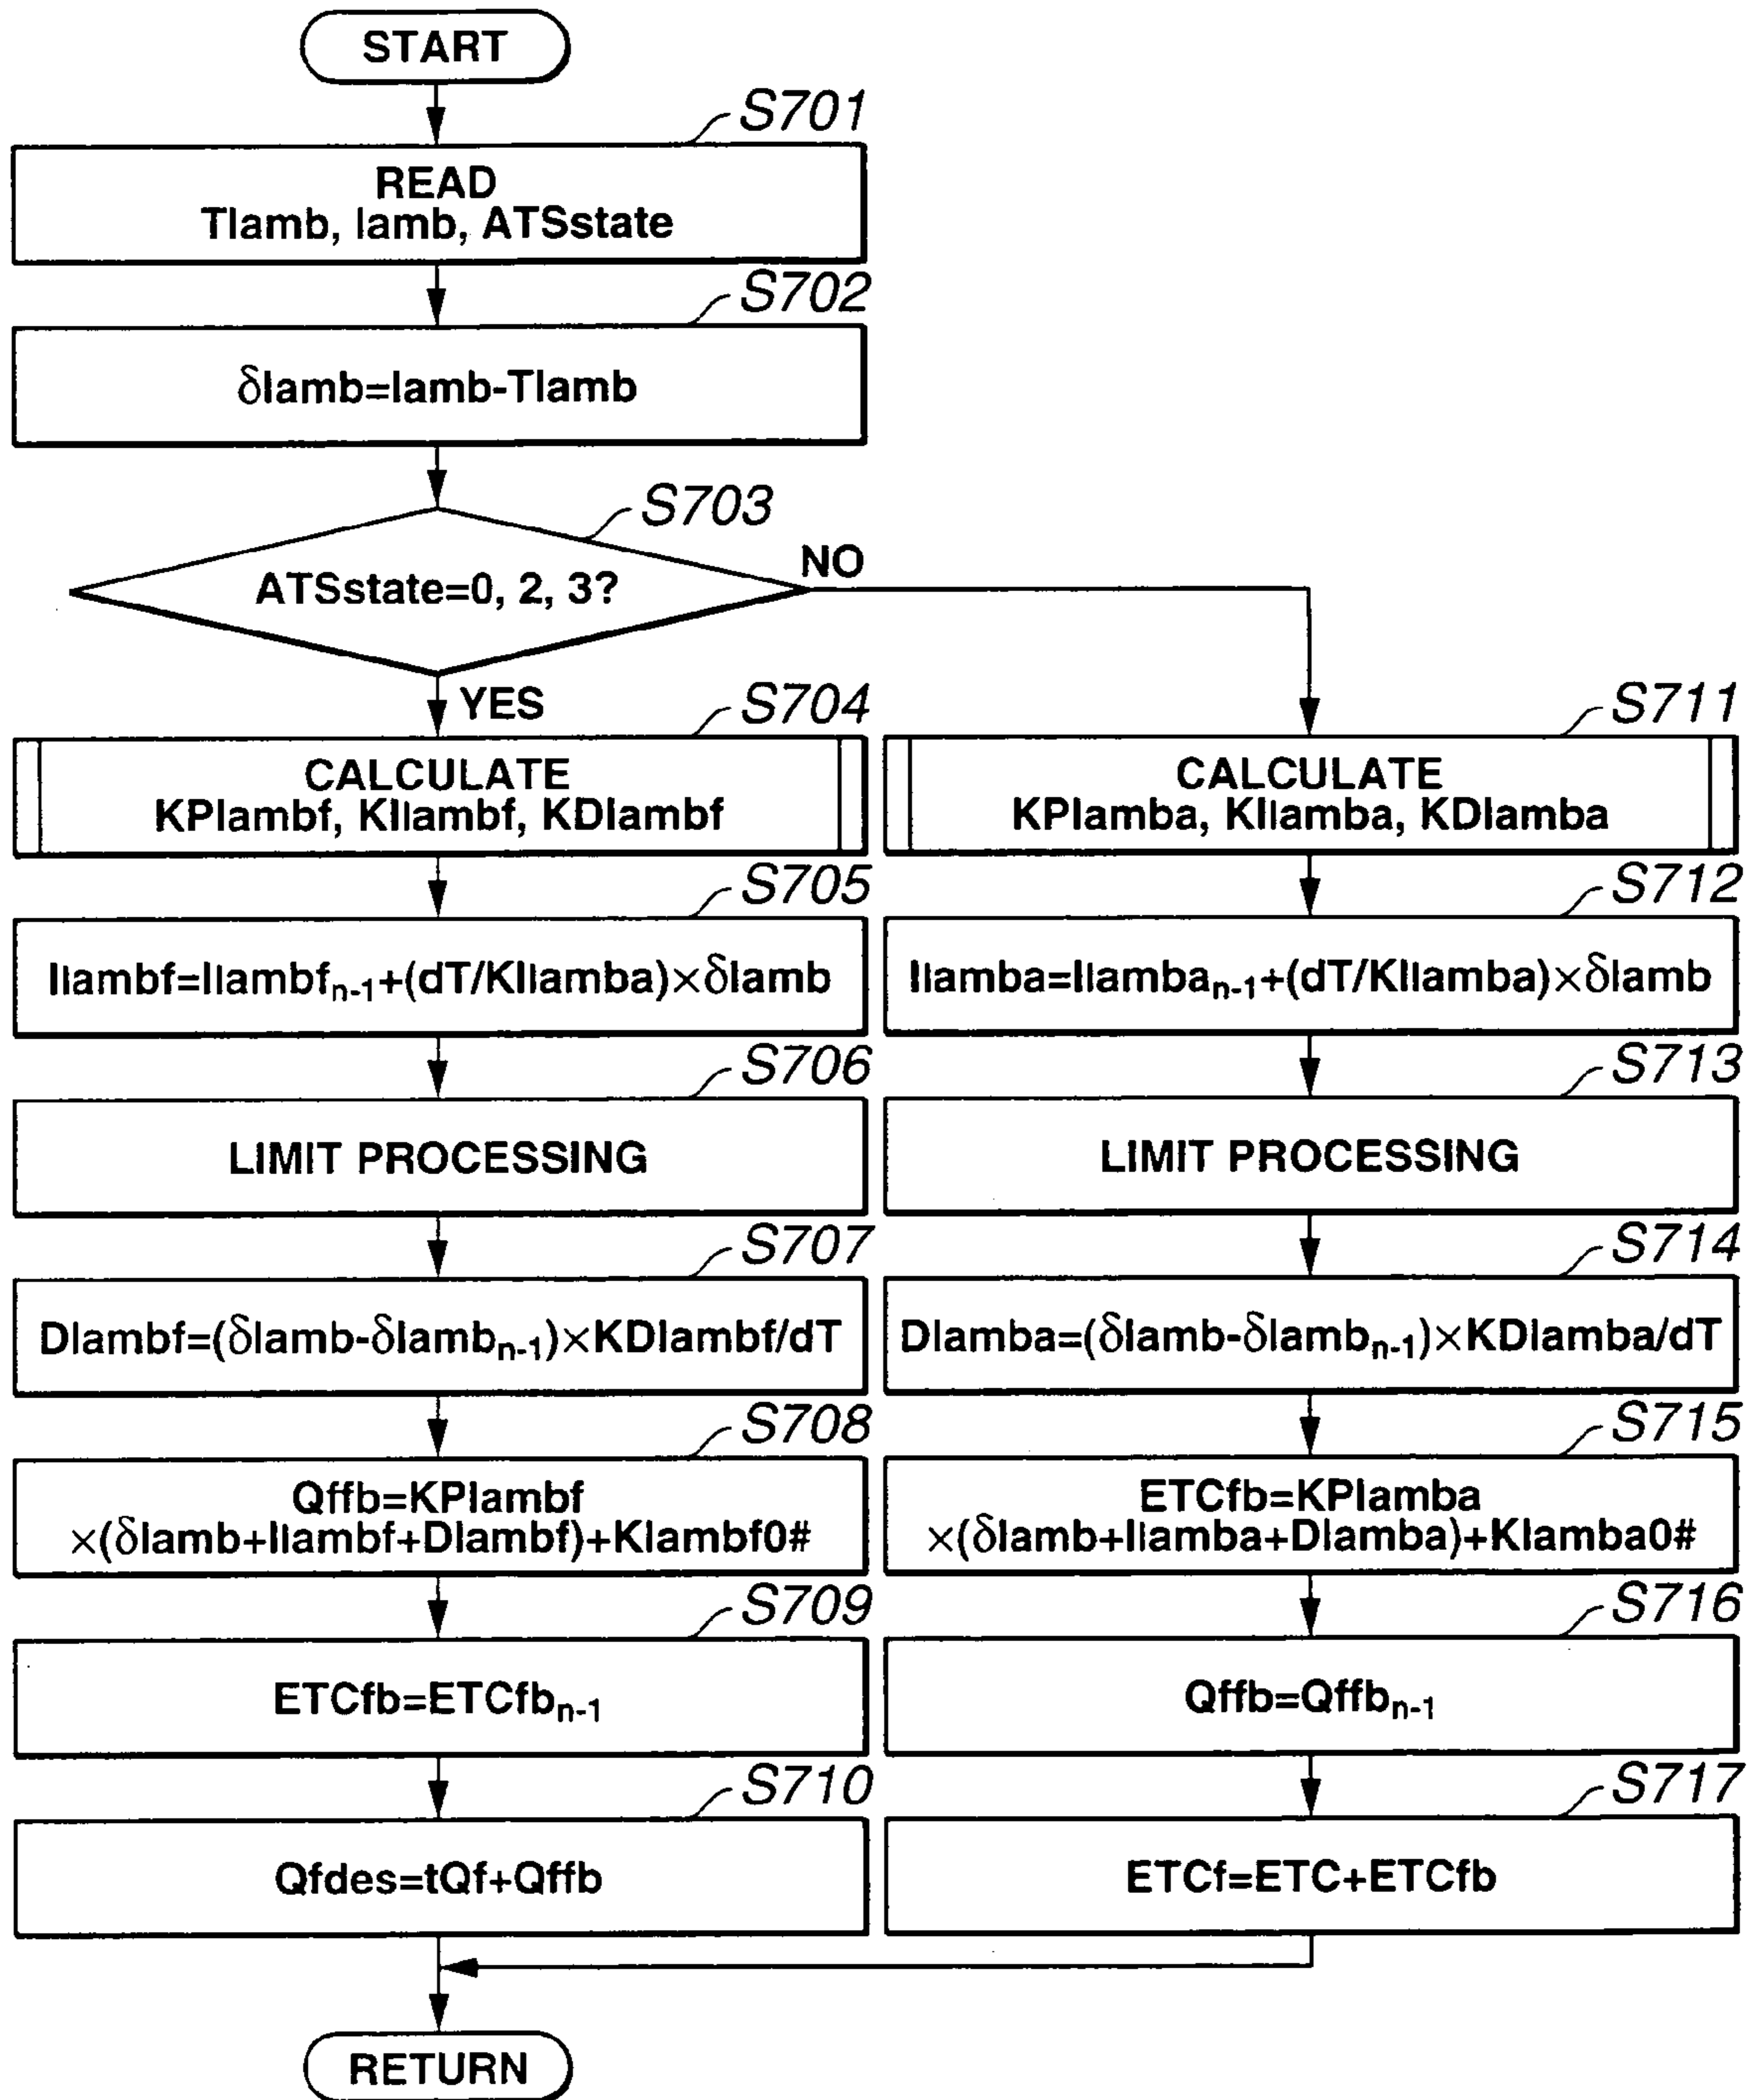 START
S701
READ
Tlamb, lamb, ATSstate
S702
δlamb=lamb-Tlamb
S703
ATSstate=0, 2, 3?
NO
YES
S704
CALCULATE
KPlambf, KIlambf, KDlambf
S705
Ilambf=Ilambfn-1+(dT/KIlamba)×δlamb
S706
LIMIT PROCESSING
S707
Dlambf=(δlamb-δlambn-1)×KDlambf/dT
S708
Qffb=KPlambf
×(δlamb+Ilambf+Dlambf)+Klambf0#
S709
ETCfb=ETCfbn-1
S710
Qfdes=tQf+Qffb
S711
CALCULATE
KPlamba, KIlamba, KDlamba
S712
Ilamba=Ilamban-1+(dT/KIlamba)×δlamb
S713
LIMIT PROCESSING
S714
Dlamba=(δlamb-δlambn-1)×KDlamba/dT
S715
ETCfb=KPlamba
×(δlamb+Ilamba+Dlamba)+Klamba0#
S716
Qffb=Qffbn-1
S717
ETCf=ETC+ETCfb
RETURN